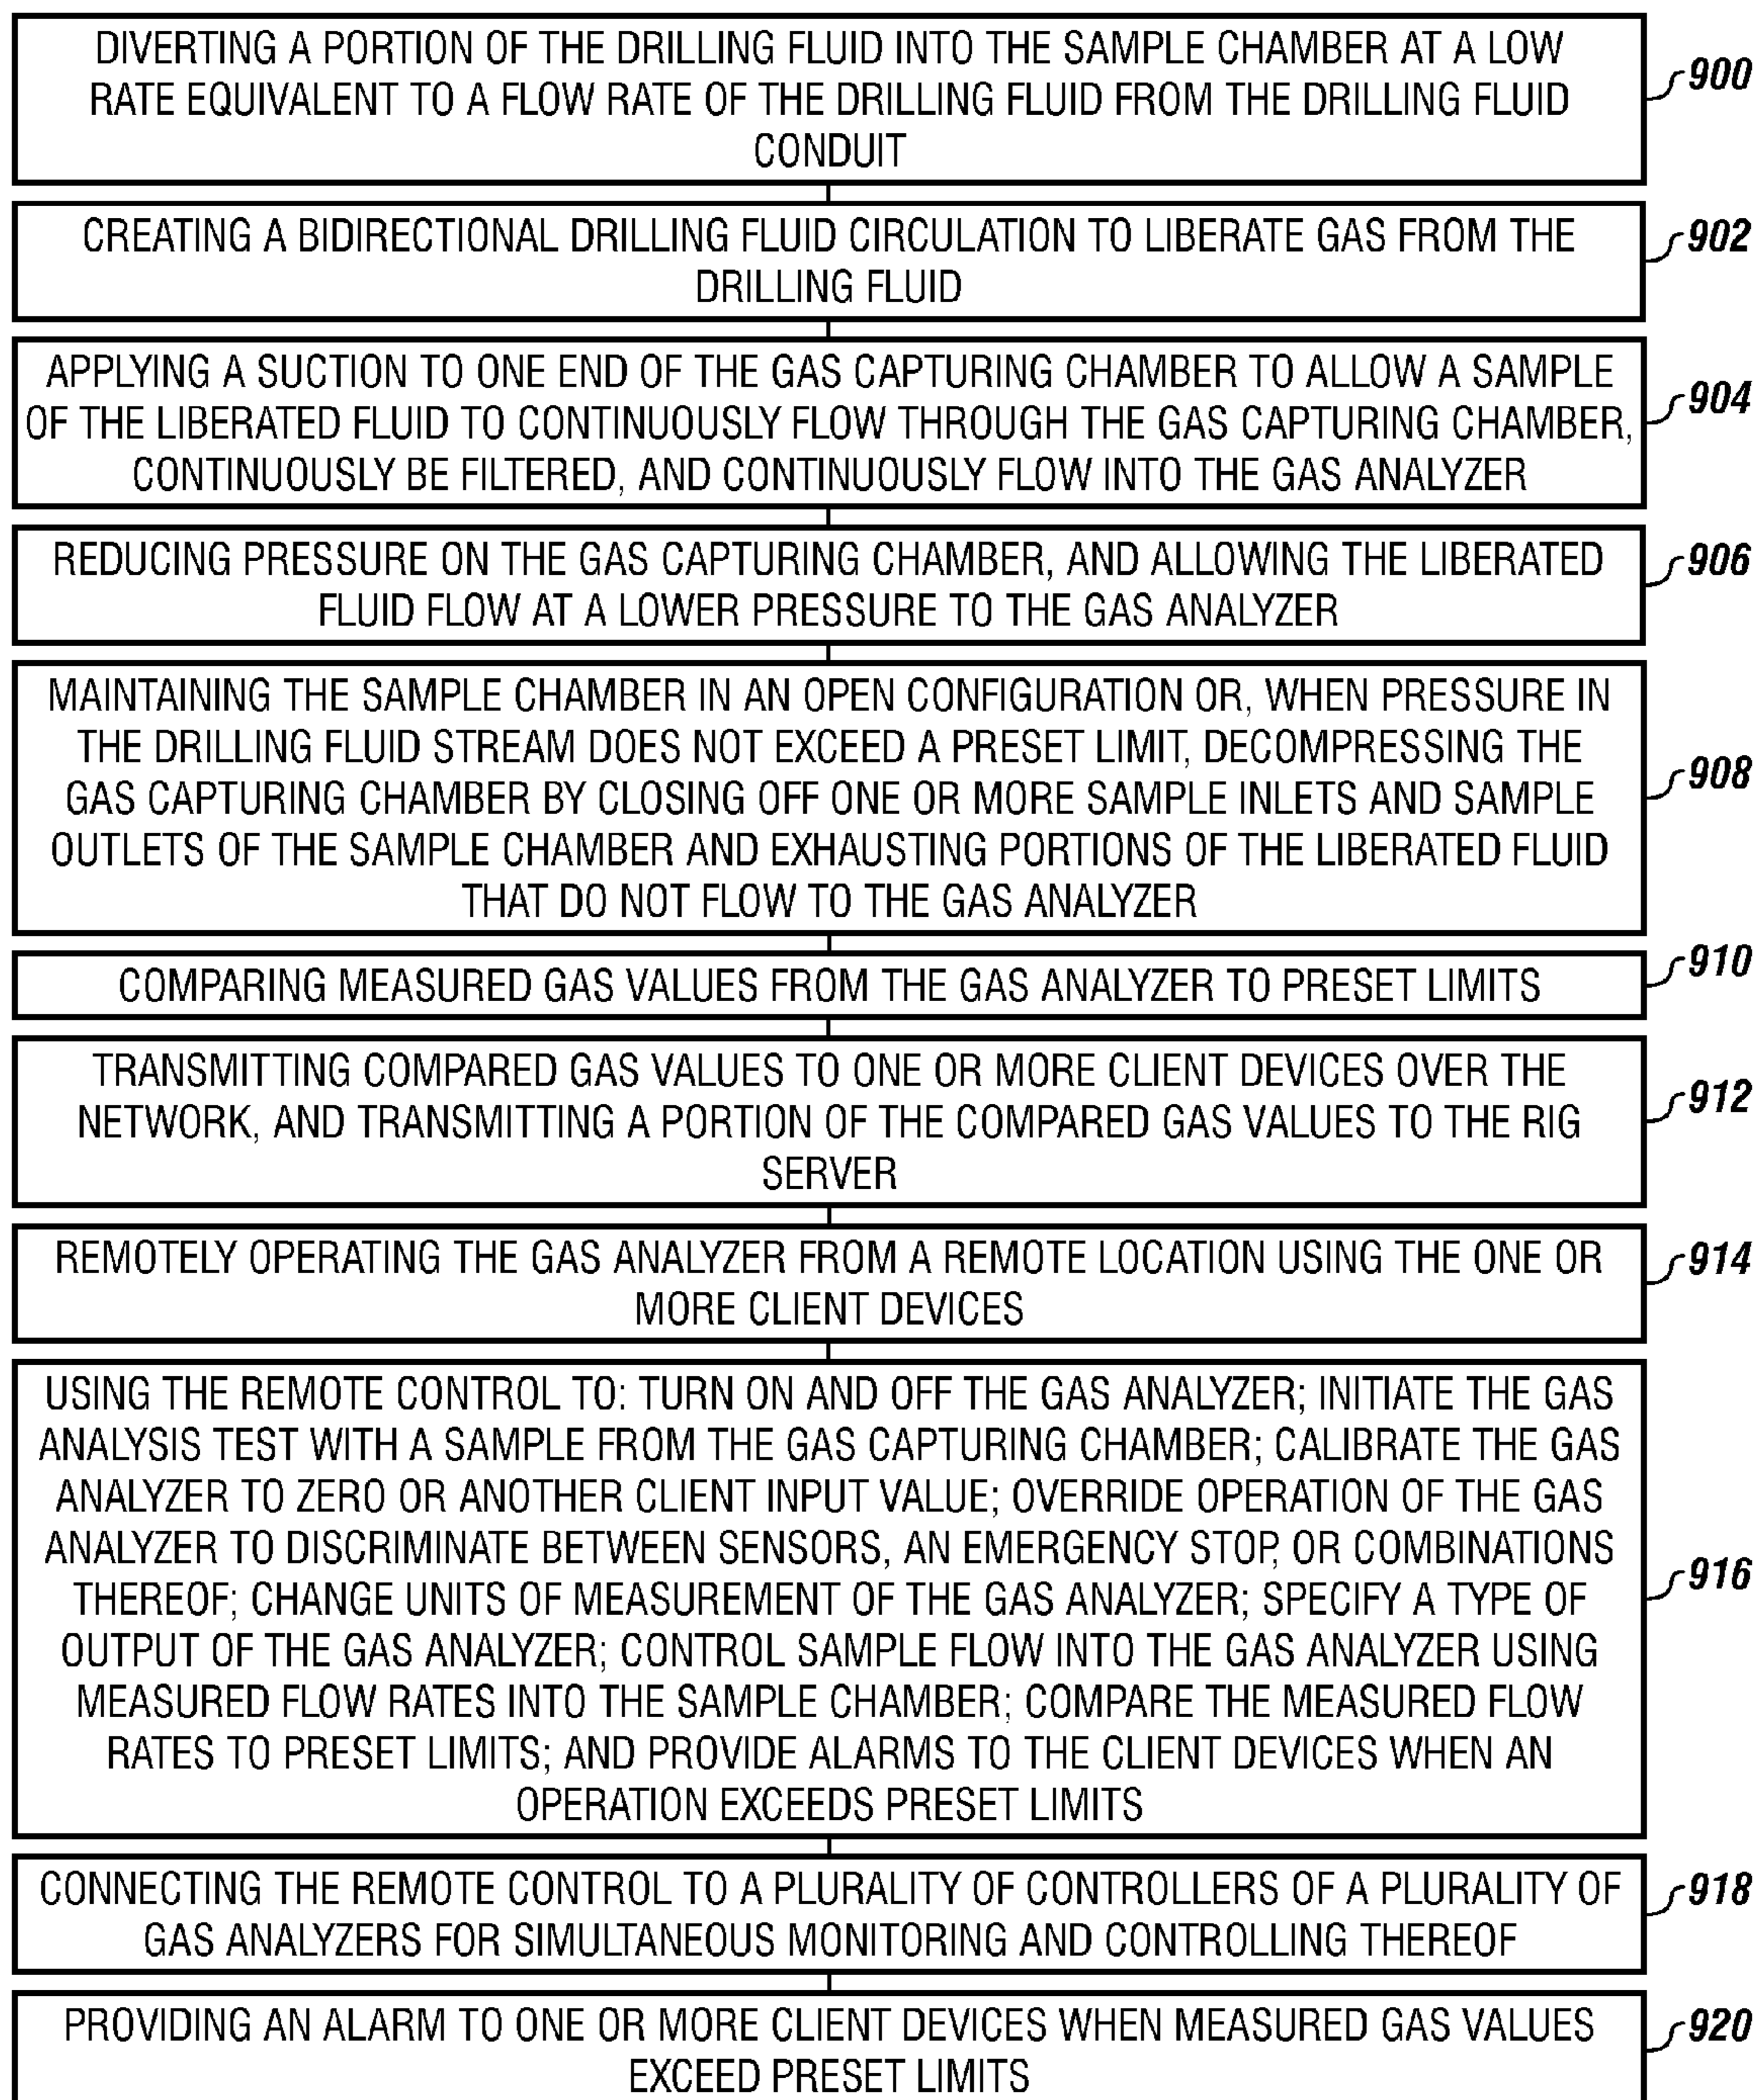 DIVERTING A PORTION OF THE DRILLING FLUID INTO THE SAMPLE CHAMBER AT A LOW
RATE EQUIVALENT TO A FLOW RATE OF THE DRILLING FLUID FROM THE DRILLING FLUID
CONDUIT
900
CREATING A BIDIRECTIONAL DRILLING FLUID CIRCULATION TO LIBERATE GAS FROM THE
DRILLING FLUID
902
APPLYING A SUCTION TO ONE END OF THE GAS CAPTURING CHAMBER TO ALLOW A SAMPLE
OF THE LIBERATED FLUID TO CONTINUOUSLY FLOW THROUGH THE GAS CAPTURING CHAMBER,
CONTINUOUSLY BE FILTERED, AND CONTINUOUSLY FLOW INTO THE GAS ANALYZER
904
REDUCING PRESSURE ON THE GAS CAPTURING CHAMBER, AND ALLOWING THE LIBERATED
FLUID FLOW AT A LOWER PRESSURE TO THE GAS ANALYZER
906
MAINTAINING THE SAMPLE CHAMBER IN AN OPEN CONFIGURATION OR, WHEN PRESSURE IN
THE DRILLING FLUID STREAM DOES NOT EXCEED A PRESET LIMIT, DECOMPRESSING THE
GAS CAPTURING CHAMBER BY CLOSING OFF ONE OR MORE SAMPLE INLETS AND SAMPLE
OUTLETS OF THE SAMPLE CHAMBER AND EXHAUSTING PORTIONS OF THE LIBERATED FLUID
THAT DO NOT FLOW TO THE GAS ANALYZER
908
COMPARING MEASURED GAS VALUES FROM THE GAS ANALYZER TO PRESET LIMITS
910
TRANSMITTING COMPARED GAS VALUES TO ONE OR MORE CLIENT DEVICES OVER THE
NETWORK, AND TRANSMITTING A PORTION OF THE COMPARED GAS VALUES TO THE RIG
SERVER
912
REMOTELY OPERATING THE GAS ANALYZER FROM A REMOTE LOCATION USING THE ONE OR
MORE CLIENT DEVICES
914
USING THE REMOTE CONTROL TO: TURN ON AND OFF THE GAS ANALYZER; INITIATE THE GAS
ANALYSIS TEST WITH A SAMPLE FROM THE GAS CAPTURING CHAMBER; CALIBRATE THE GAS
ANALYZER TO ZERO OR ANOTHER CLIENT INPUT VALUE; OVERRIDE OPERATION OF THE GAS
ANALYZER TO DISCRIMINATE BETWEEN SENSORS, AN EMERGENCY STOP, OR COMBINATIONS
THEREOF; CHANGE UNITS OF MEASUREMENT OF THE GAS ANALYZER; SPECIFY A TYPE OF
OUTPUT OF THE GAS ANALYZER; CONTROL SAMPLE FLOW INTO THE GAS ANALYZER USING
MEASURED FLOW RATES INTO THE SAMPLE CHAMBER; COMPARE THE MEASURED FLOW
RATES TO PRESET LIMITS; AND PROVIDE ALARMS TO THE CLIENT DEVICES WHEN AN
OPERATION EXCEEDS PRESET LIMITS
916
CONNECTING THE REMOTE CONTROL TO A PLURALITY OF CONTROLLERS OF A PLURALITY OF
GAS ANALYZERS FOR SIMULTANEOUS MONITORING AND CONTROLLING THEREOF
918
PROVIDING AN ALARM TO ONE OR MORE CLIENT DEVICES WHEN MEASURED GAS VALUES
EXCEED PRESET LIMITS
920